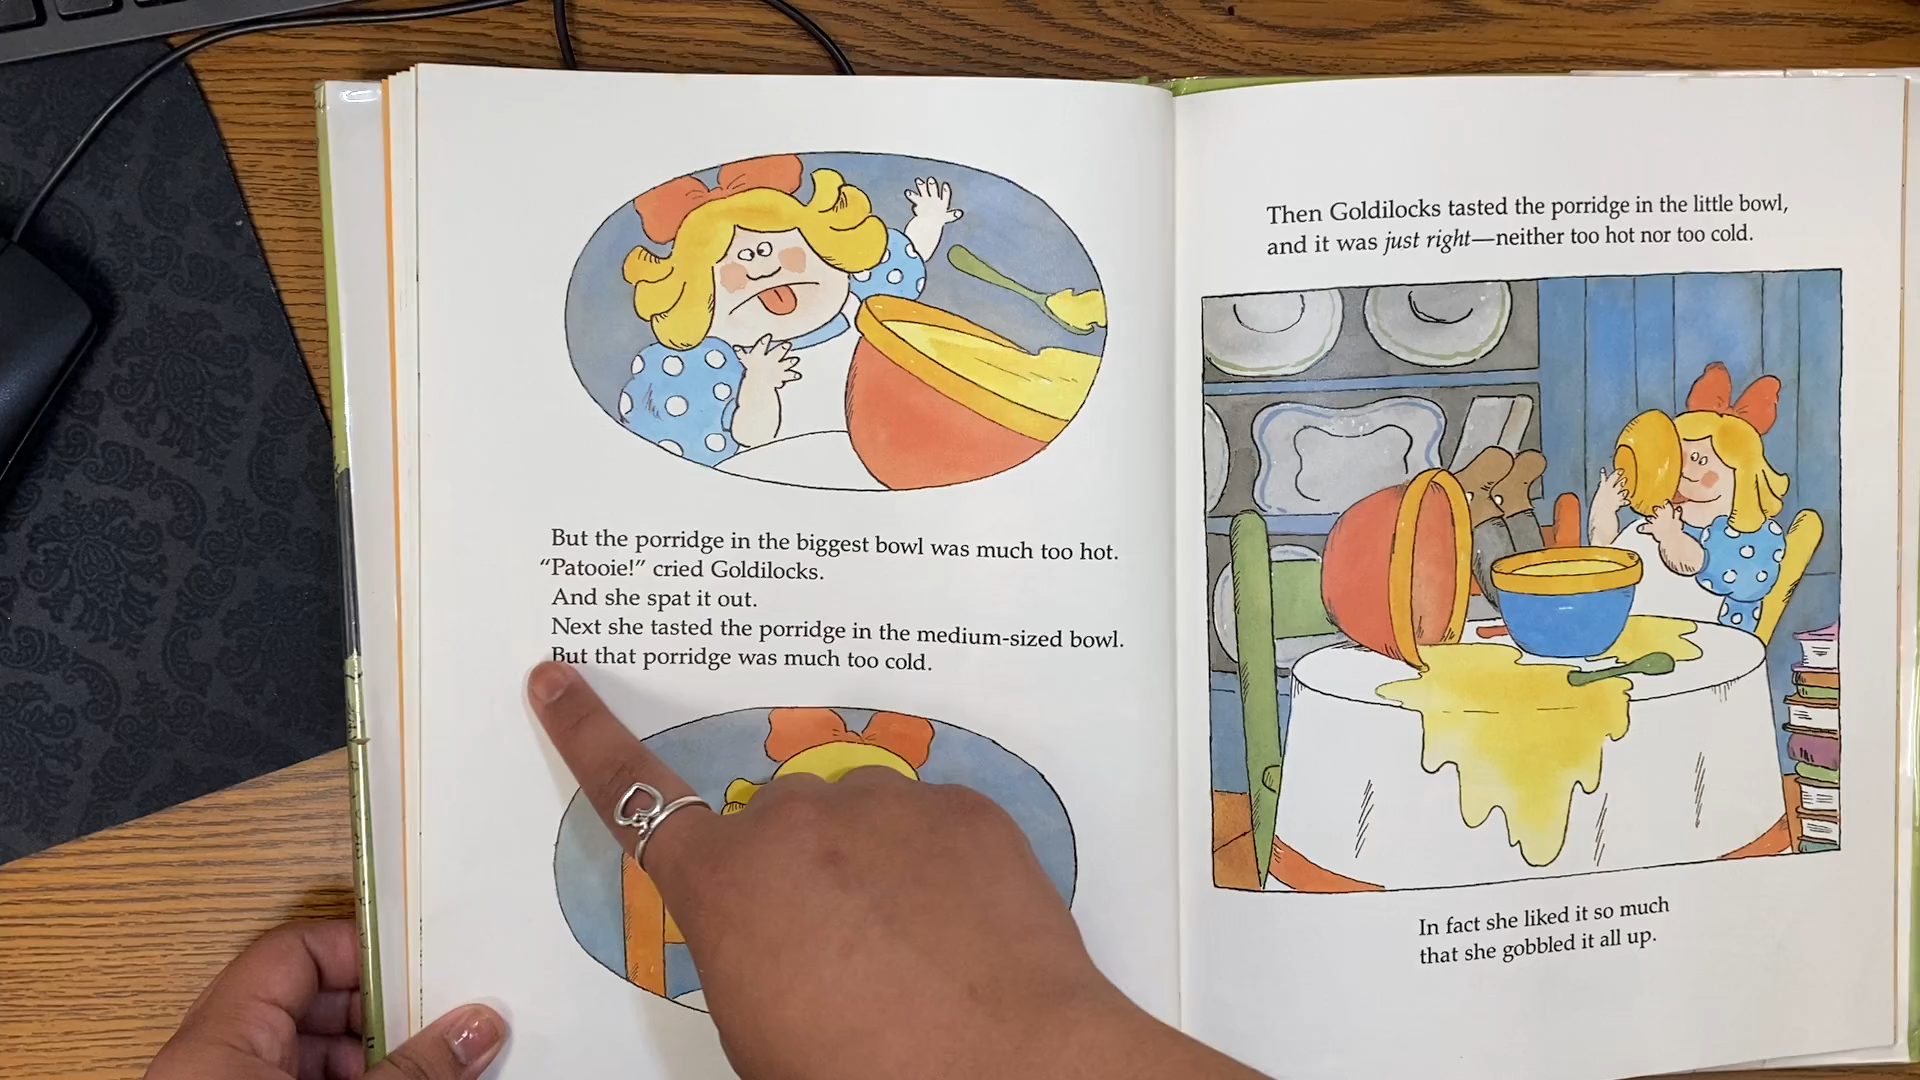 But the porridge in the biggest bowl was much too hot.
“Patooie!” cried Goldilocks.
And she spat it out.
Next she tasted the porridge in the medium-sized bowl.
But that porridge was much too cold.
Then Goldilocks tasted the porridge in the little bowl,
and it was just right—neither too hot nor too cold.
In fact she liked it so much
that she gobbled it all up.